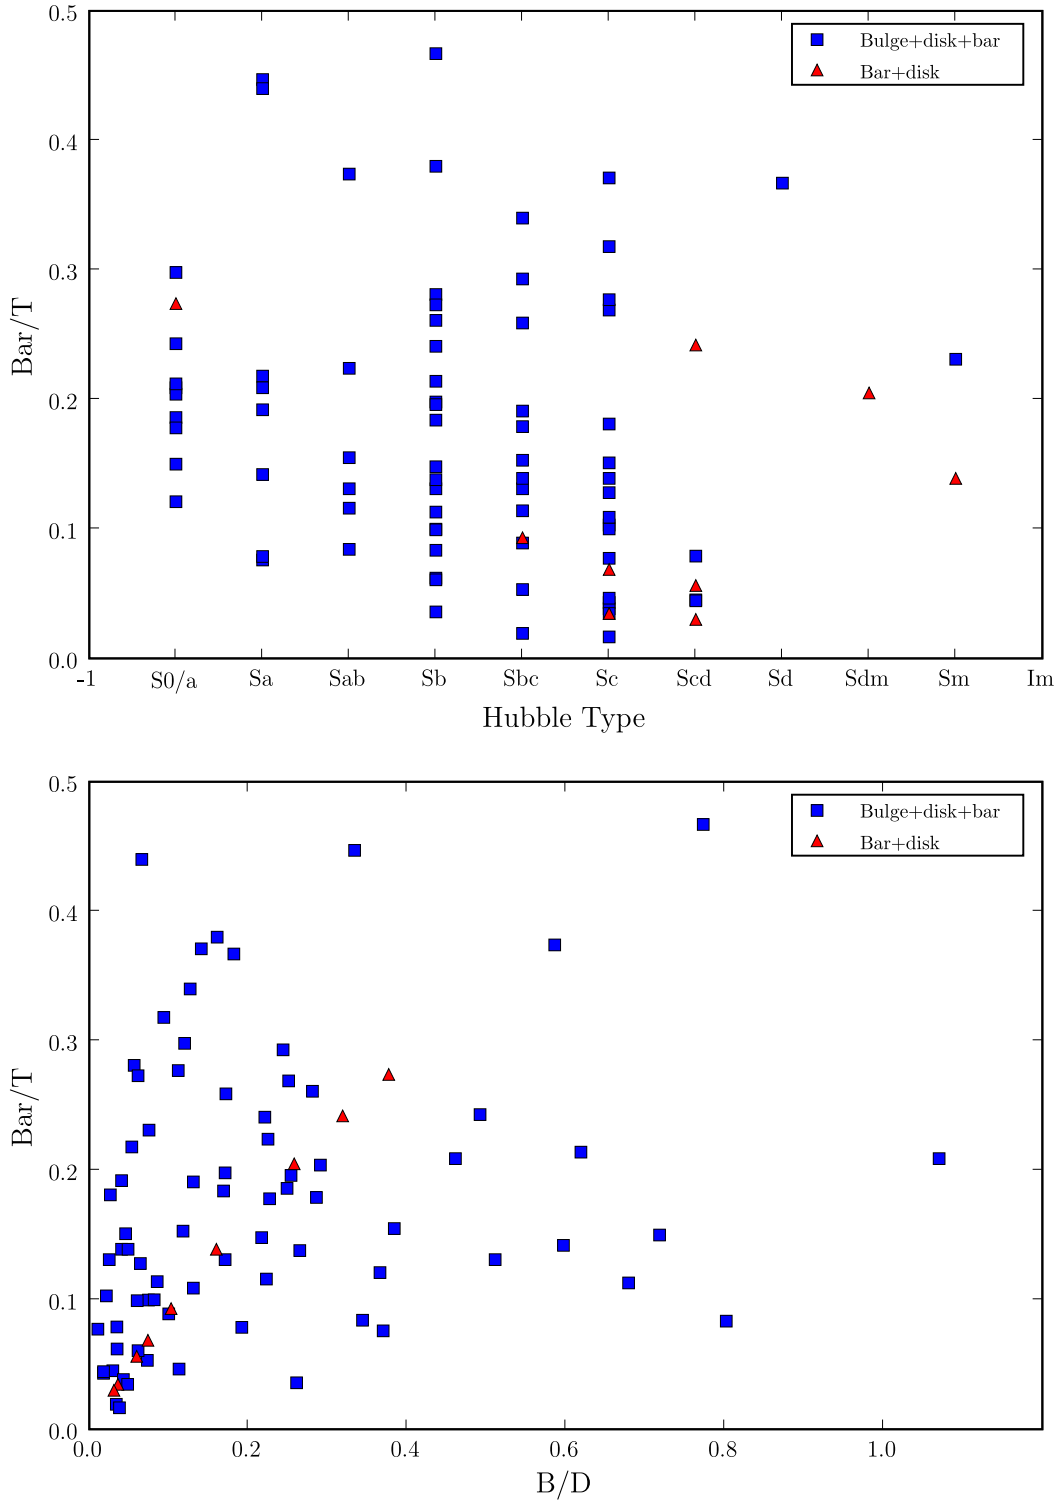 0.5
Bulge+disk+bar
Bar+disk
0.4
0.3
Bar/T
0.2
0.1
0.0
-1 S0/a Sa Sab Sb Sbc Sc Scd Sd Sdm Sm Im
Hubble Type
0.5
Bulge+disk+bar
Bar+disk
0.4
0.3
Bar/T
0.2
0.1
0.0
0.0 0.2 0.4 0.6 0.8 1.0
B/D